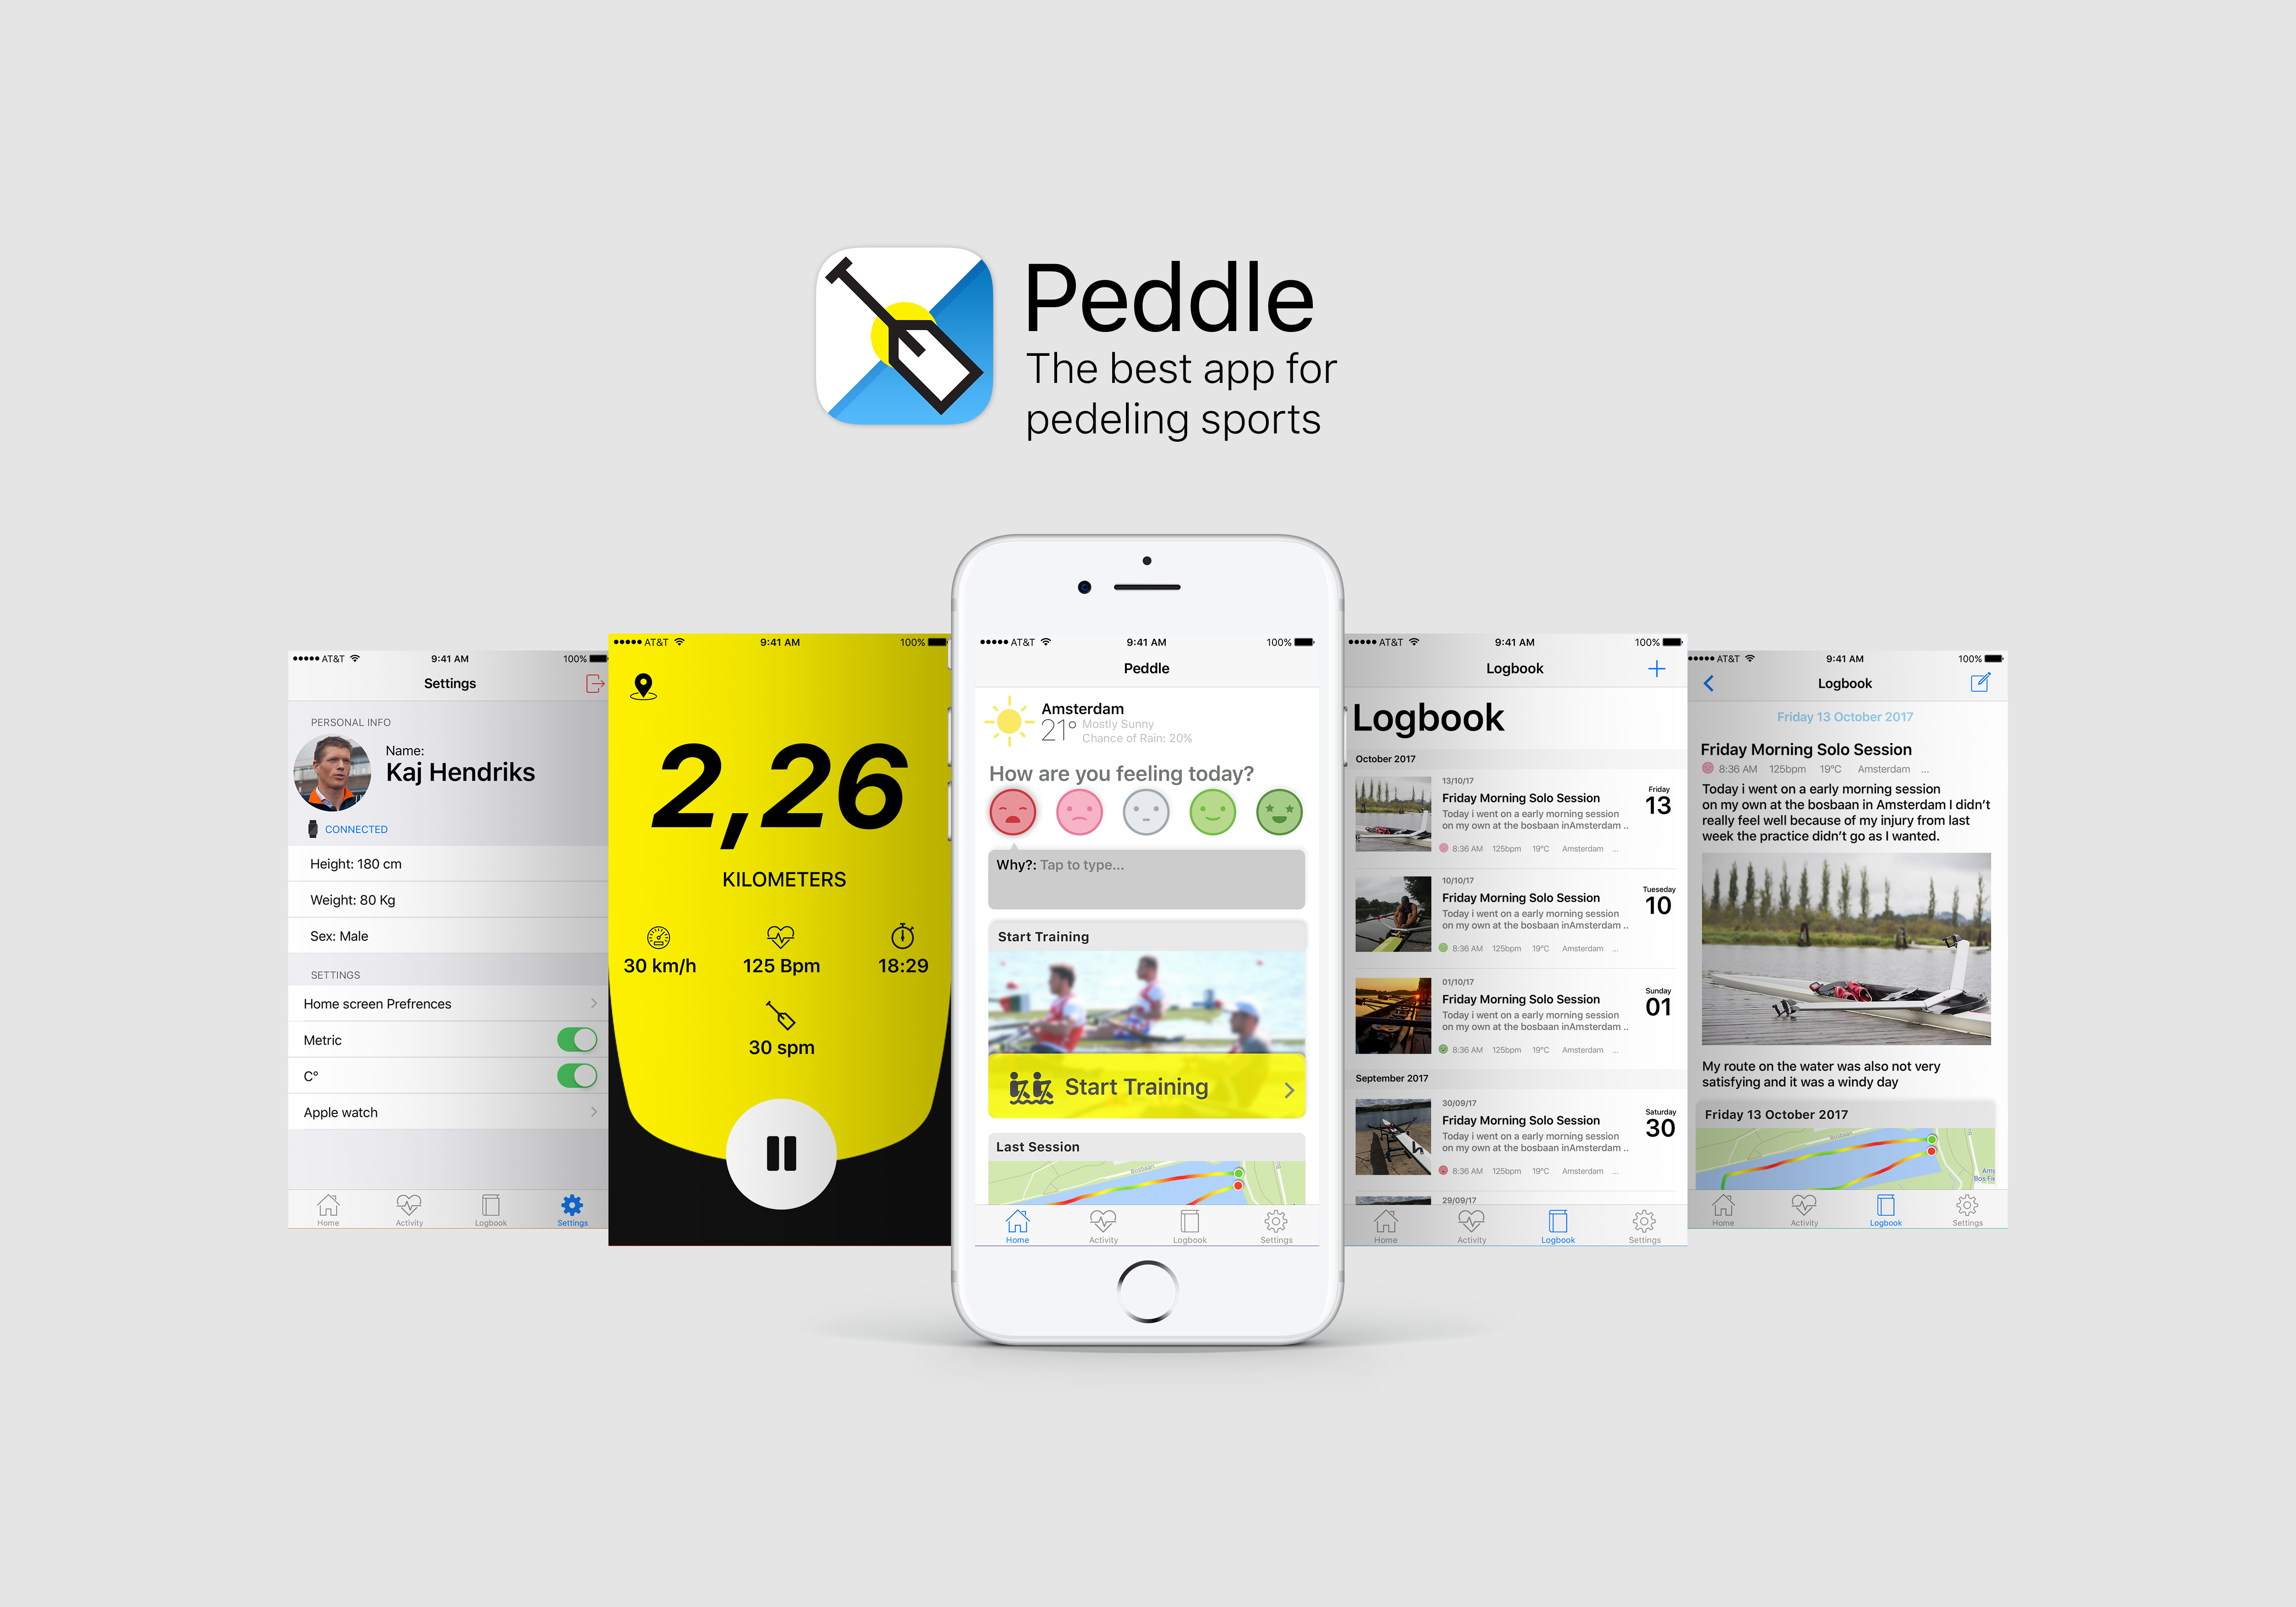 Peddle
The best app for
pedeling sports
AT&T 9:41 AM 100%
Settings
PERSONAL INFO
Name:
Kaj Hendriks
CONNECTED
Height: 180 cm
Weight: 80 Kg
Sex: Male
SETTINGS
Home screen Prefrences
Metric
C°
Apple watch
Home Activity Logbook Settings
AT&T 9:41 AM 100%
2,26
KILOMETERS
30 km/h 125 Bpm 18:29
30 spm
AT&T 9:41 AM 100%
Peddle
Amsterdam
21° Mostly Sunny
Chance of Rain: 20%
How are you feeling today?
Why?: Tap to type...
Start Training
Start Training
Last Session
Bosbaan
Home Activity Logbook Settings
AT&T 9:41 AM 100%
Logbook
Logbook
October 2017
13/10/17
Friday Morning Solo Session
Today i went on a early morning session
on my own at the bosbaan inAmsterdam ..
8:36 AM 125bpm 19°C Amsterdam ...
Friday
13
10/10/17
Friday Morning Solo Session
Today i went on a early morning session
on my own at the bosbaan inAmsterdam ..
8:36 AM 125bpm 19°C Amsterdam ...
Tueseday
10
01/10/17
Friday Morning Solo Session
Today i went on a early morning session
on my own at the bosbaan inAmsterdam ..
8:36 AM 125bpm 19°C Amsterdam ...
Sunday
01
September 2017
30/09/17
Friday Morning Solo Session
Today i went on a early morning session
on my own at the bosbaan inAmsterdam ..
8:36 AM 125bpm 19°C Amsterdam ...
Saturday
30
29/09/17
Home Activity Logbook Settings
AT&T 9:41 AM 100%
Logbook
Friday 13 October 2017
Friday Morning Solo Session
8:36 AM 125bpm 19°C Amsterdam ...
Today i went on a early morning session
on my own at the bosbaan in Amsterdam I didn't
really feel well because of my injury from last
week the practice didn't go as I wanted.
My route on the water was also not very
satisfying and it was a windy day
Friday 13 October 2017
Bosbaan
Home Activity Logbook Settings